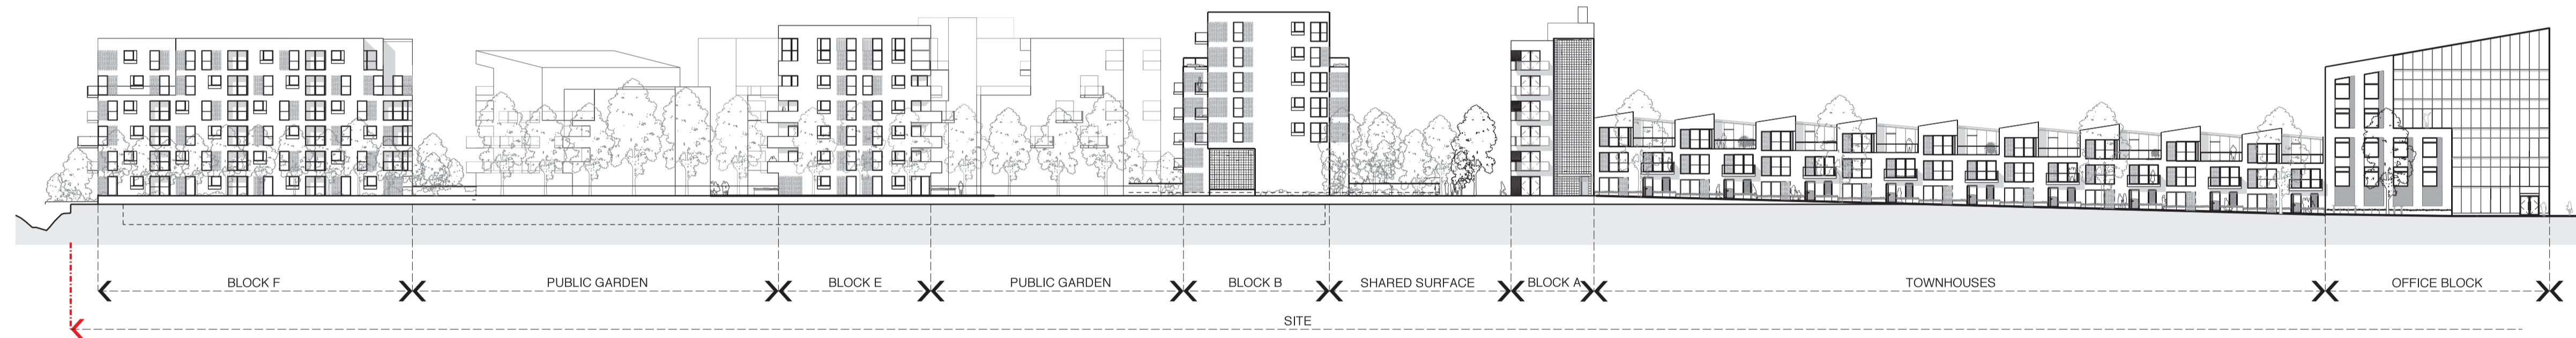 BLOCK F
PUBLIC GARDEN
BLOCK E
PUBLIC GARDEN
BLOCK B
SHARED SURFACE
BLOCK A
TOWNHOUSES
OFFICE BLOCK
SITE